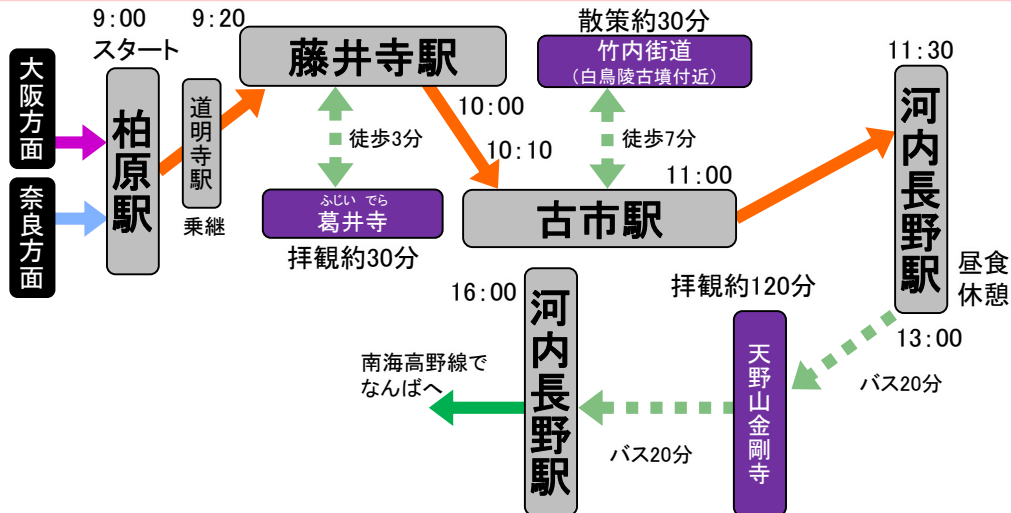 9:00
スタート
大阪方面
奈良方面
柏原駅
9:20
道明寺駅
乗継
藤井寺駅
徒歩3分
ふじい でら
葛井寺
拝観約30分
10:00
10:10
散策約30分
竹内街道
(白鳥陵古墳付近)
徒歩7分
11:00
古市駅
11:30
河内長野駅
昼食
休憩
13:00
バス20分
拝観約120分
天野山金剛寺
バス20分
16:00
河内長野駅
南海高野線で
なんばへ